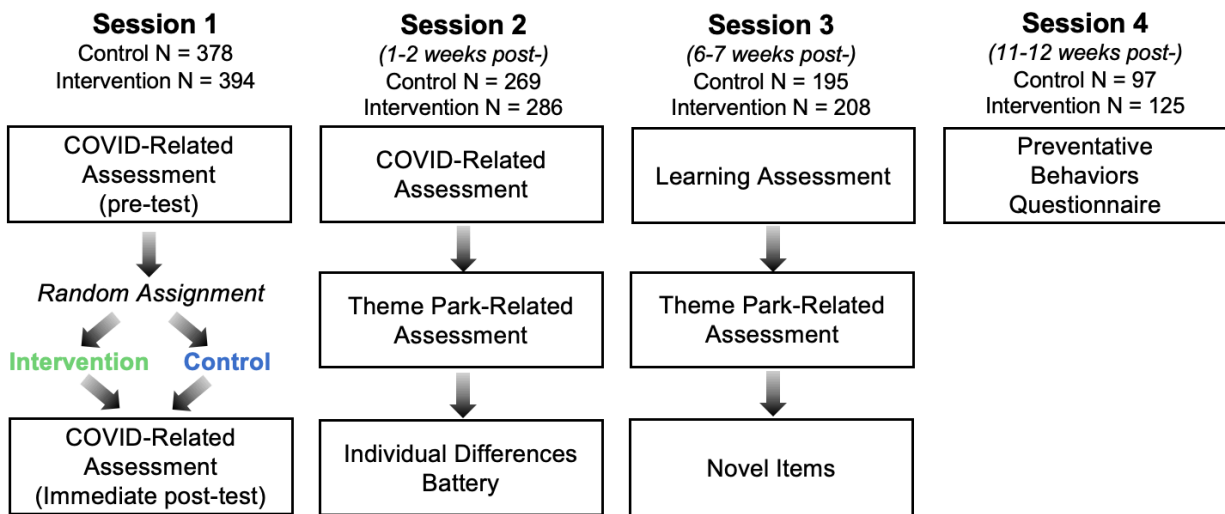 Session 1
Control N = 378
Intervention N = 394
COVID-Related
Assessment
(pre-test)
Random Assignment
Intervention
Control
COVID-Related
Assessment
(Immediate post-test)
Session 2
(1-2 weeks post-)
Control N = 269
Intervention N = 286
COVID-Related
Assessment
Theme Park-Related
Assessment
Individual Differences
Battery
Session 3
(6-7 weeks post-)
Control N = 195
Intervention N = 208
Learning Assessment
Theme Park-Related
Assessment
Novel Items
Session 4
(11-12 weeks post-)
Control N = 97
Intervention N = 125
Preventative
Behaviors
Questionnaire